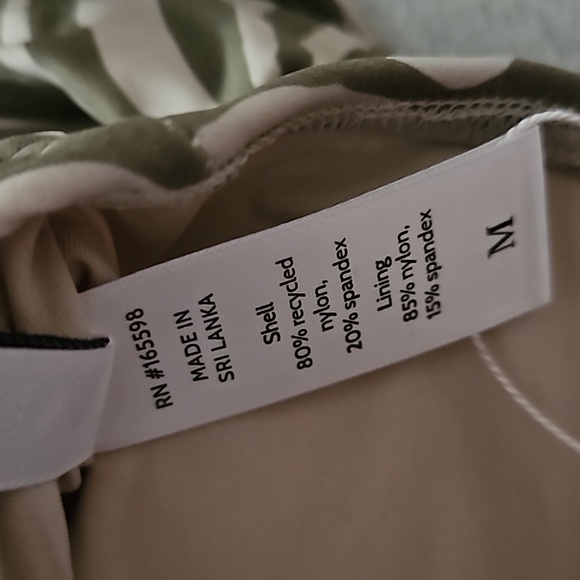 M
Shell
80% recycled
nylon,
20% spandex
Lining
85% nylon,
15% spandex
RN #165598
MADE IN
SRI LANKA